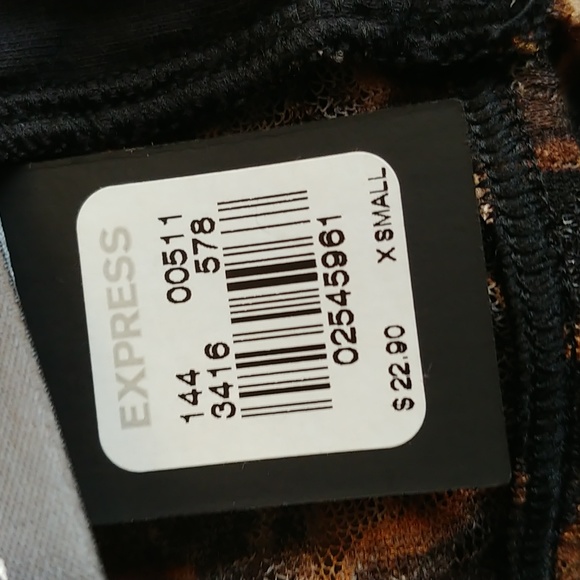 EXPRESS
144 00511
3416 578
02545961
$ 22.90 X SMALL